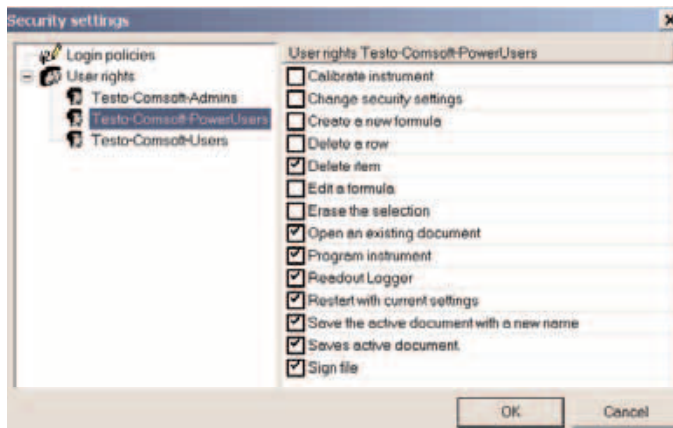 Security settings
Login policies
User rights
Testo-Comsoft-Admins
Testo-Comsoft-PowerUsers
Testo-Comsoft-Users
User rights Testo-Comsoft-PowerUsers
Calibrate instrument
Change security settings
Create a new formula
Delete a row
Delete item
Edit a formula
Erase the selection
Open an existing document
Program instrument
Readout Logger
Restart with current settings
Save the active document with a new name
Saves active document.
Sign file
OK
Cancel